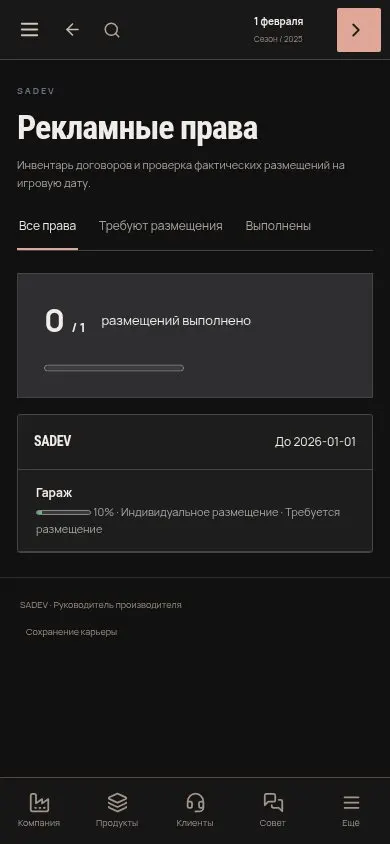 1 февраля
Сезон / 2025
SADEV
Рекламные права
Инвентарь договоров и проверка фактических размещений на
игровую дату.
Все права Требуют размещения Выполнены
0 / 1 размещений выполнено
SADEV До 2026-01-01
Гараж
10% · Индивидуальное размещение · Требуется
размещение
SADEV · Руководитель производителя
Сохранение карьеры
Компания Продукты Клиенты Совет Ещё